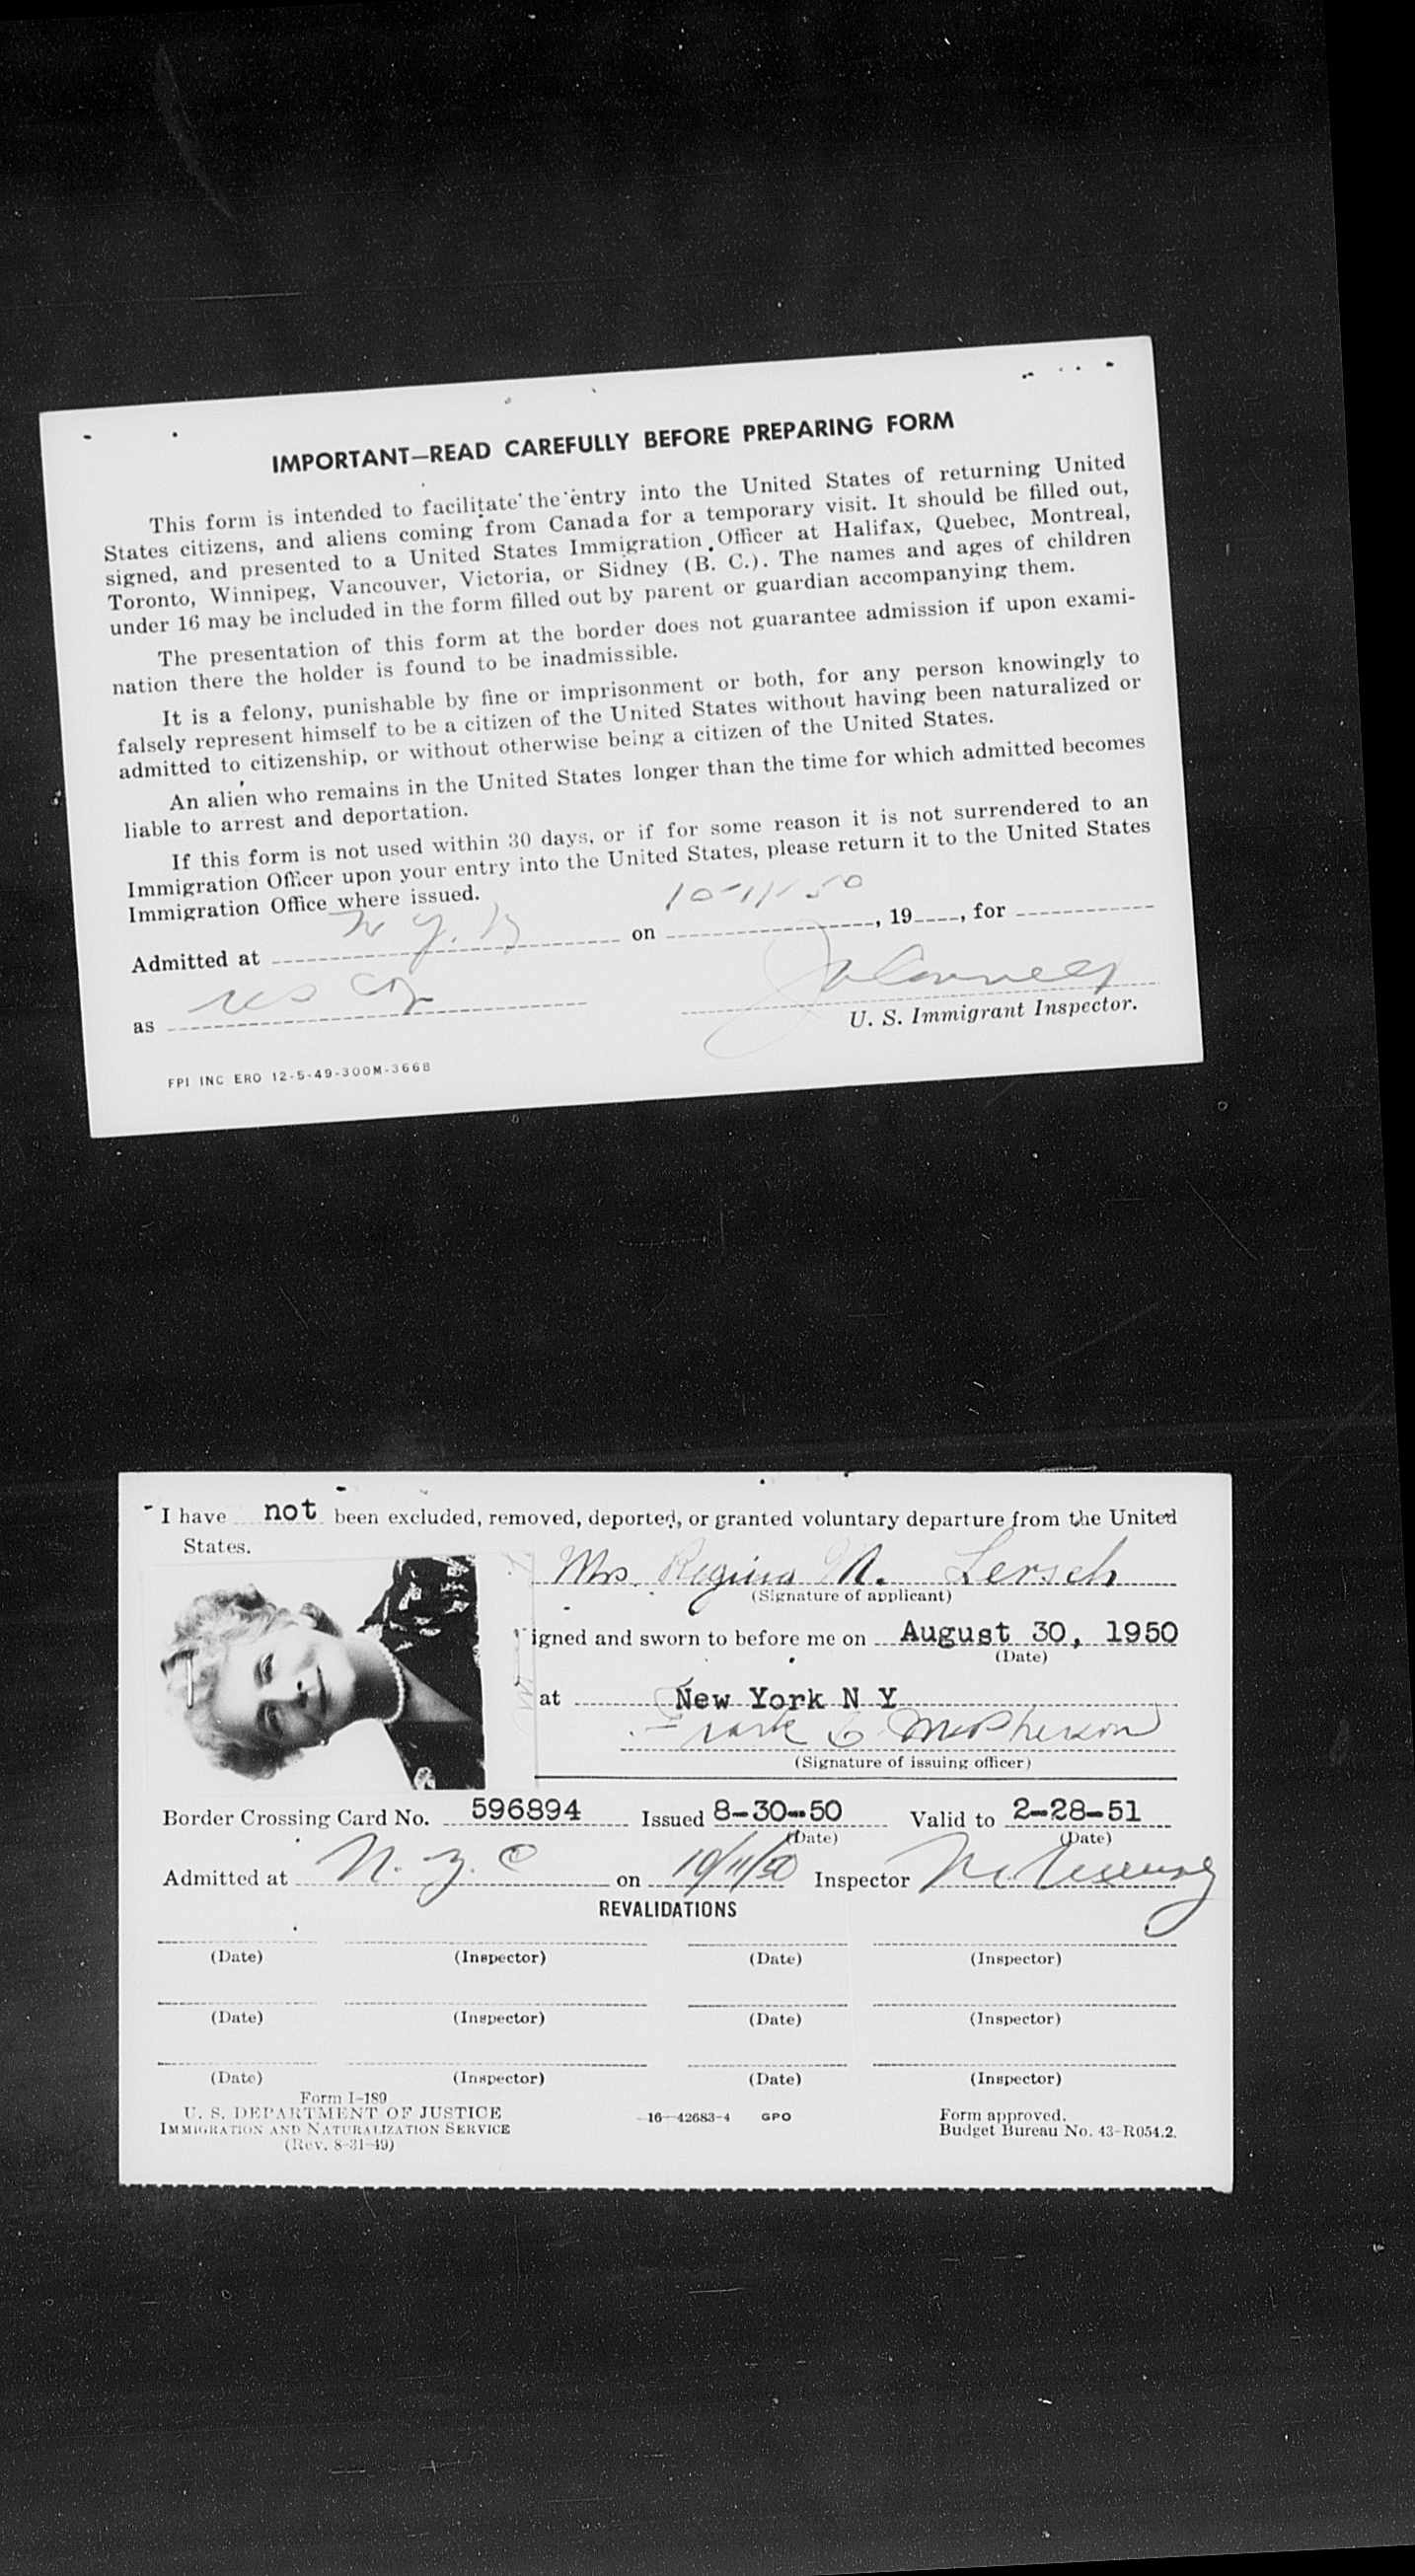 IMPORTANT—READ CAREFULLY BEFORE PREPARING FORM
This form is intended to facilitate the entry into the United States of returning United
States citizens, and aliens coming from Canada for a temporary visit. It should be filled out,
signed, and presented to a United States Immigration Officer at Halifax, Quebec, Montreal,
Toronto, Winnipeg, Vancouver, Victoria, or Sidney (B. C.). The names and ages of children
under 16 may be included in the form filled out by parent or guardian accompanying them.
The presentation of this form at the border does not guarantee admission if upon exami-
nation there the holder is found to be inadmissible.
It is a felony, punishable by fine or imprisonment or both, for any person knowingly to
falsely represent himself to be a citizen of the United States without having been naturalized or
admitted to citizenship, or without otherwise being a citizen of the United States.
An alien who remains in the United States longer than the time for which admitted becomes
liable to arrest and deportation.
If this form is not used within 30 days, or if for some reason it is not surrendered to an
Immigration Officer upon your entry into the United States, please return it to the United States
Immigration Office where issued.
Admitted at N.Y. on 10-11-50, 19, for
as
U. S. Immigrant Inspector.
FPI INC ERO 12-5-49-300M-3668
I have not been excluded, removed, deported, or granted voluntary departure from the United
States.
Mrs. Regina M. Lersch
(Signature of applicant)
igned and sworn to before me on August 30, 1950
(Date)
at New York N Y
Frank McPherson
(Signature of issuing officer)
Border Crossing Card No. 596894 Issued 8-30-50 Valid to 2-28-51
(Date) (Date)
Admitted at N.Y.C on 10/11/50 Inspector
REVALIDATIONS
(Date) (Inspector) (Date) (Inspector)
(Date) (Inspector) (Date) (Inspector)
(Date) (Inspector) (Date) (Inspector)
Form I-189
U. S. DEPARTMENT OF JUSTICE
IMMIGRATION AND NATURALIZATION SERVICE
(Rev. 8-31-49)
16—42683-4 GPO
Form approved.
Budget Bureau No. 43-R054.2.